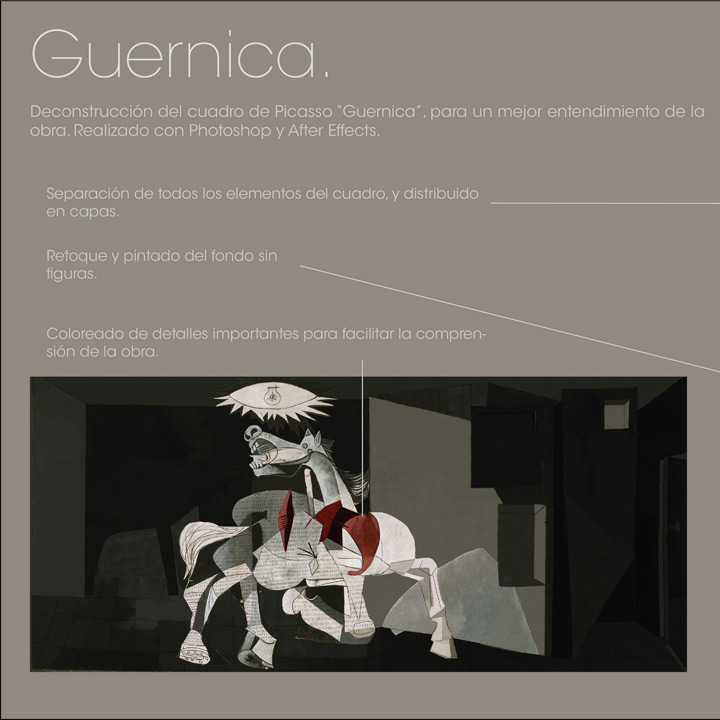 Guernica.
Deconstrucción del cuadro de Picasso “Guernica”, para un mejor entendimiento de la
obra. Realizado con Photoshop y After Effects.
Separación de todos los elementos del cuadro, y distribuido
en capas.
Retoque y pintado del fondo sin
figuras.
Coloreado de detalles importantes para facilitar la compren-
sión de la obra.